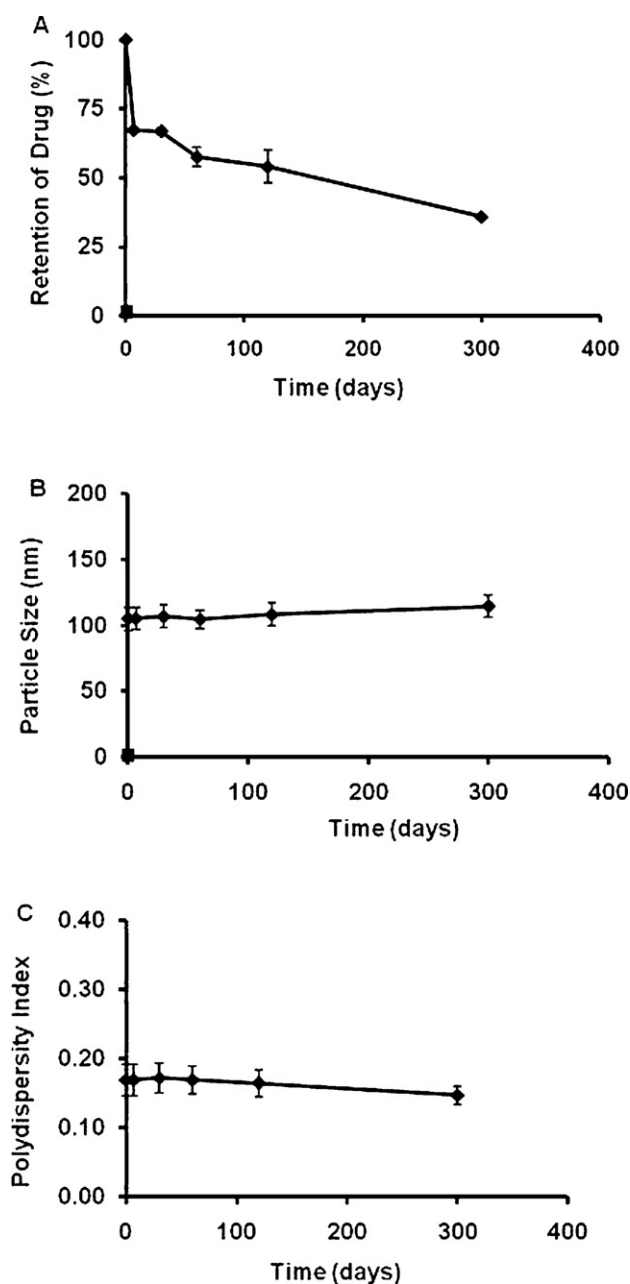 A
100
75
50
25
0
Retention of Drug (%)
0 100 200 300 400
Time (days)
B
200
150
100
50
0
Particle Size (nm)
0 100 200 300 400
Time (days)
C
0.40
0.30
0.20
0.10
0.00
Polydispersity Index
0 100 200 300 400
Time (days)